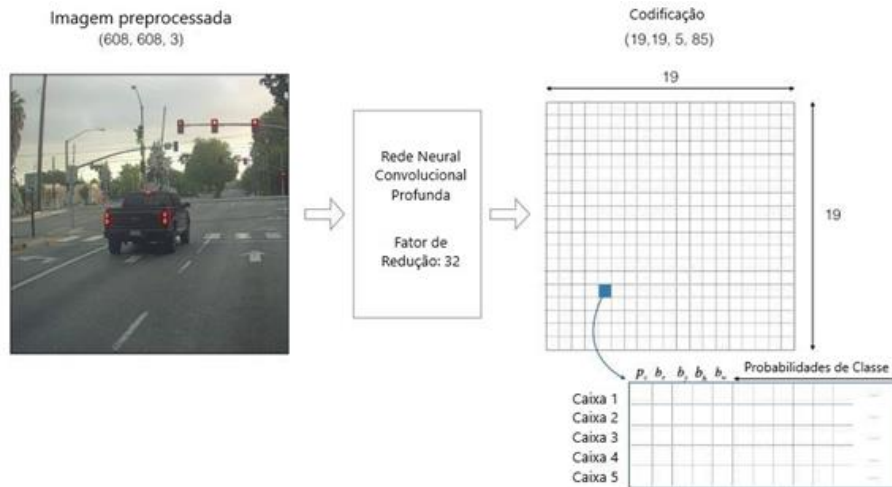 Imagem preprocessada
(608, 608, 3)
Codificação
(19,19, 5, 85)
19
Rede Neural
Convolucional
Profunda
Fator de
Redução: 32
19
Probabilidades de Classe
Caixa 1
Caixa 2
Caixa 3
Caixa 4
Caixa 5